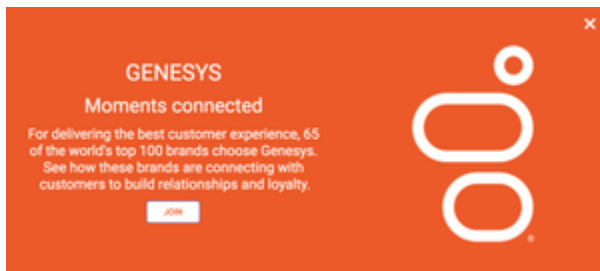 GENESYS
Moments connected
For delivering the best customer experience, 65
of the world's top 100 brands choose Genesys.
See how these brands are connecting with
customers to build relationships and loyalty.
JOIN